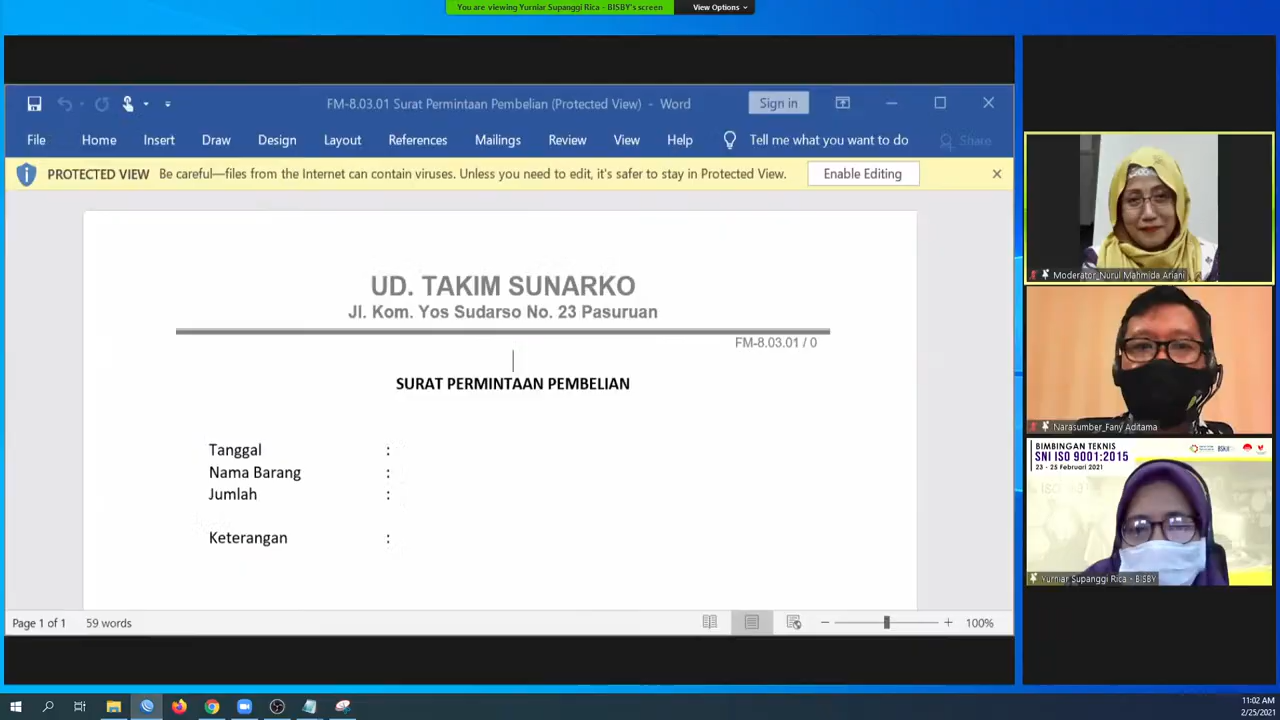 You are viewing Yurniar Supanggi Rica - BISBY's screen
View Options
FM-8.03.01 Surat Permintaan Pembelian (Protected View) - Word
Sign in
File Home Insert Draw Design Layout References Mailings Review View Help Tell me what you want to do Share
PROTECTED VIEW Be careful—files from the Internet can contain viruses. Unless you need to edit, it's safer to stay in Protected View. Enable Editing
UD. TAKIM SUNARKO
Jl. Kom. Yos Sudarso No. 23 Pasuruan
FM-8.03.01 / 0
SURAT PERMINTAAN PEMBELIAN
Tanggal :
Nama Barang :
Jumlah :
Keterangan :
Page 1 of 1 59 words
100%
Moderator_Nurul Mahmida Ariani
Narasumber_Fany Aditama
BIMBINGAN TEKNIS
SNI ISO 9001:2015
23 - 25 Februari 2021
Yurniar Supanggi Rica - BISBY
11:02 AM
2/25/2021